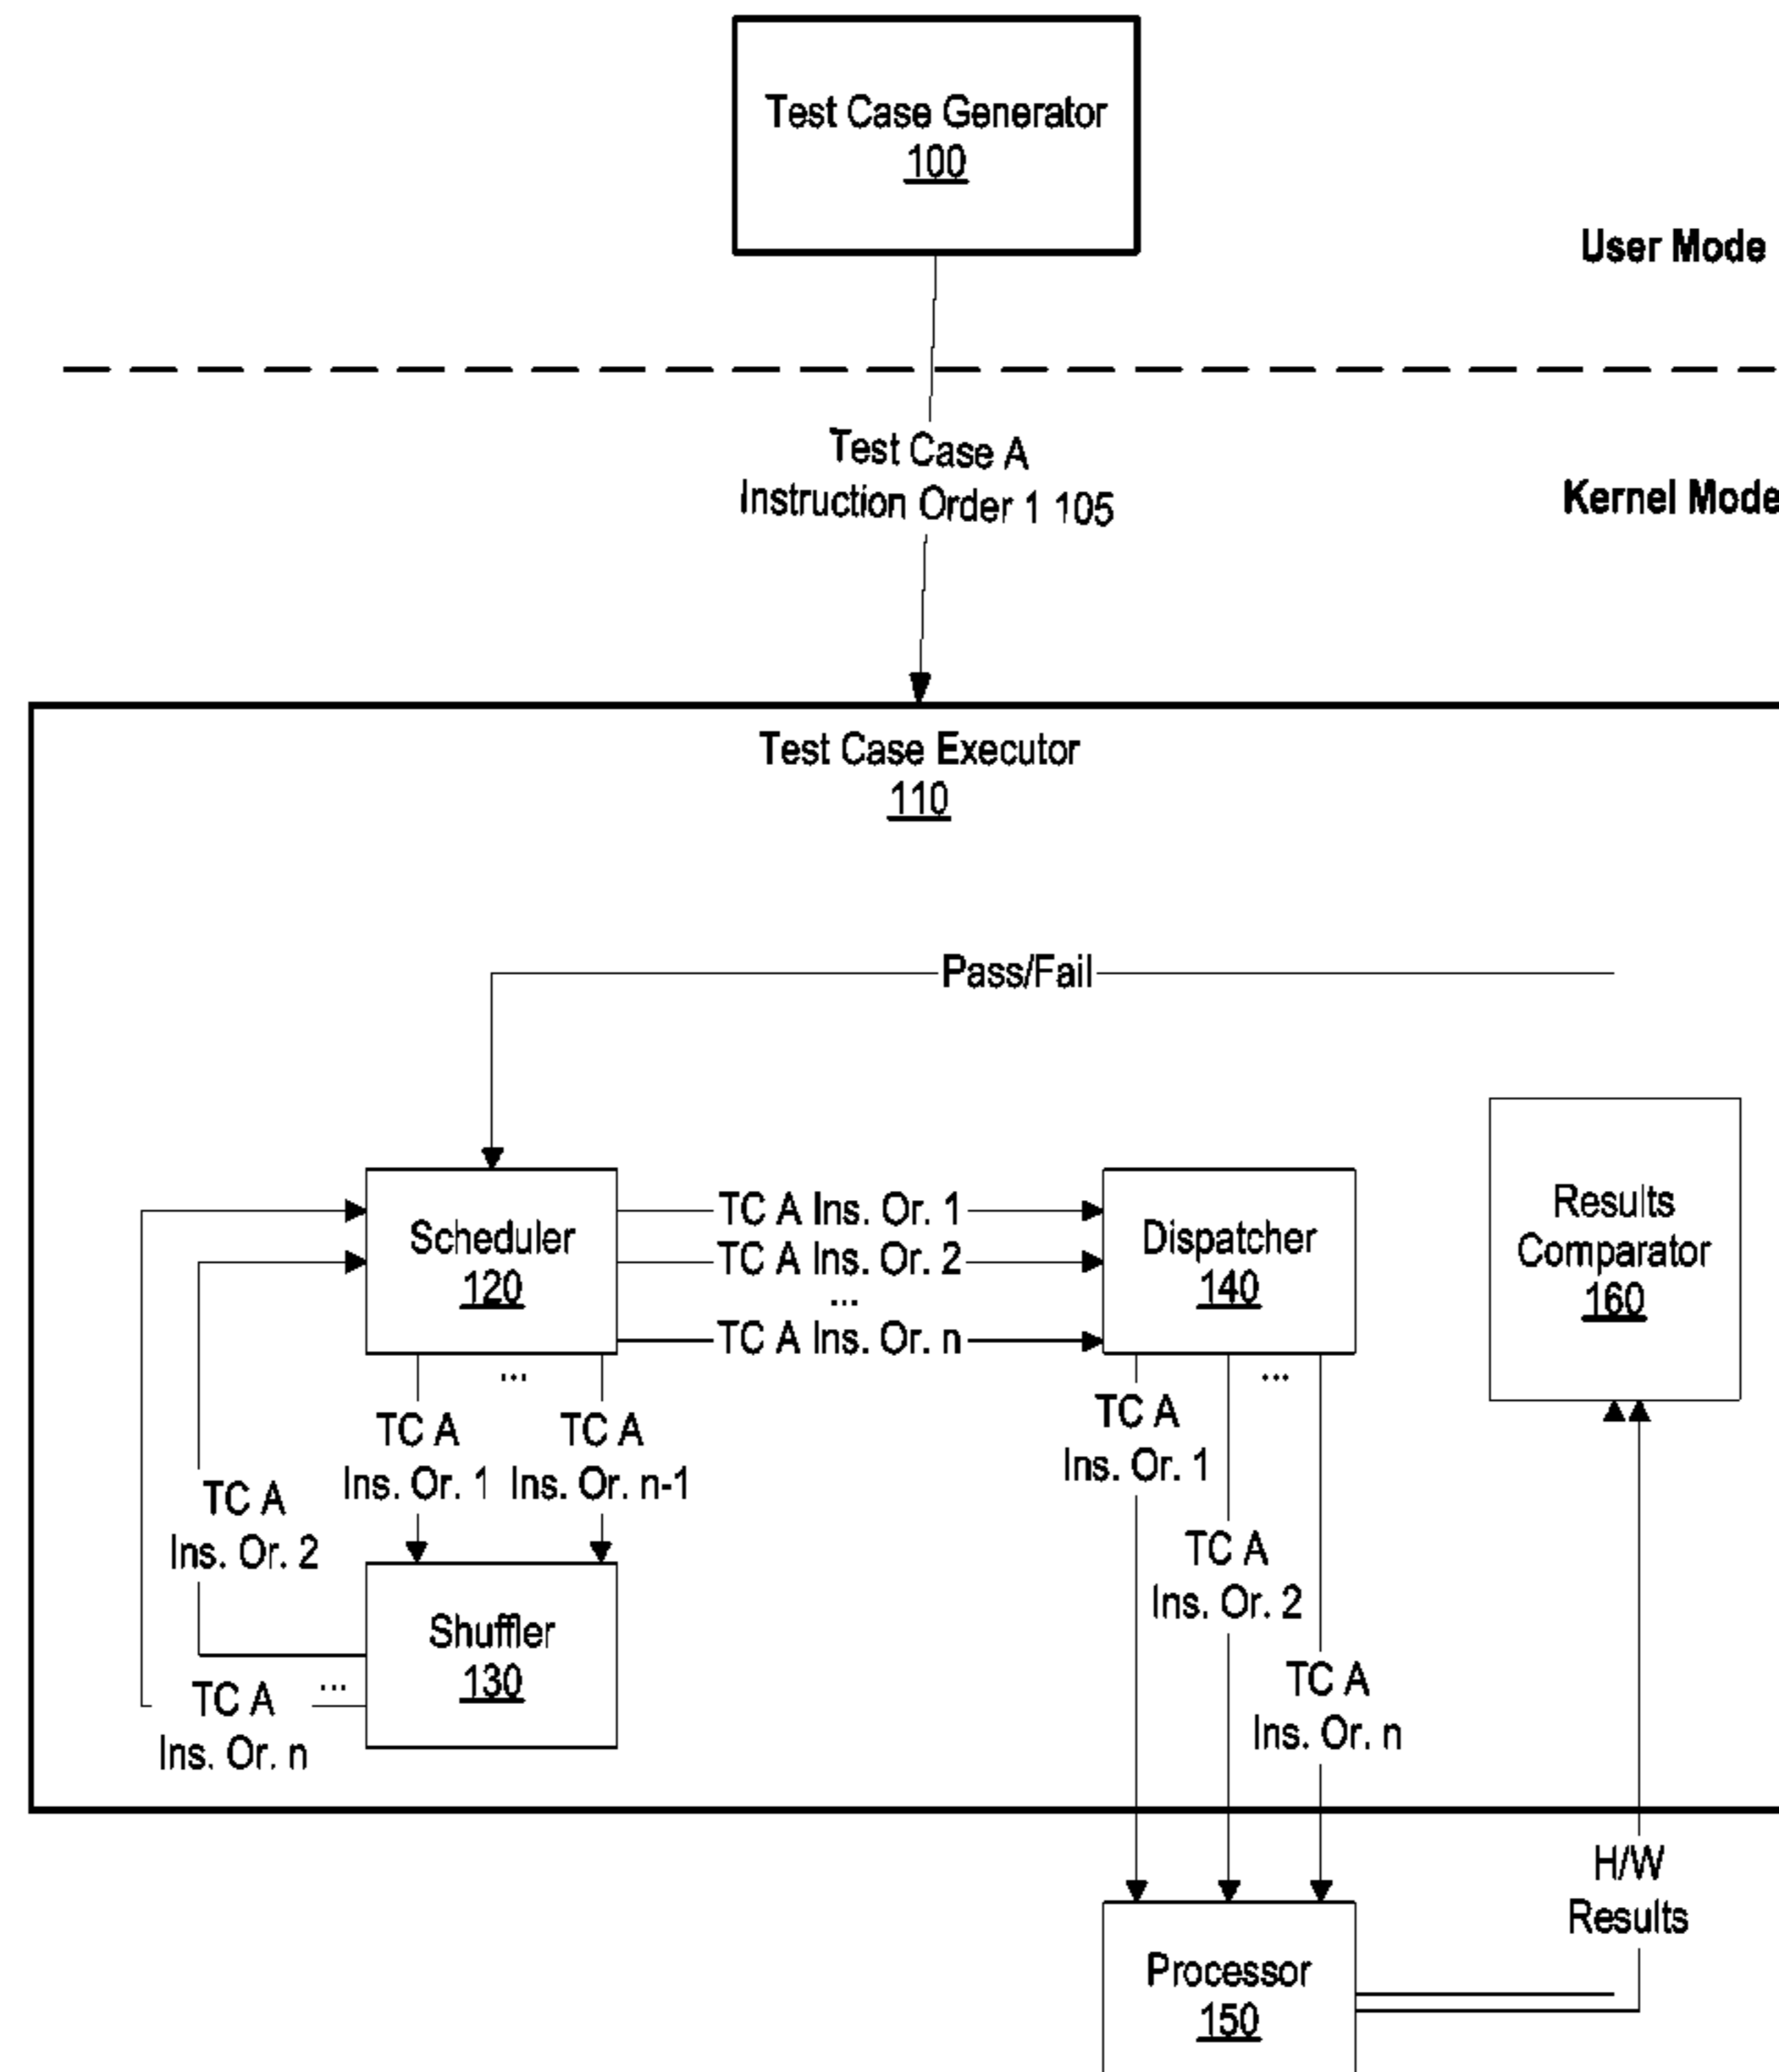 Test Case Generator
100
User Mode
Test Case A
Instruction Order 1 105
Kernel Mode
Test Case Executor
110
Pass/Fail
Scheduler
120
TC A Ins. Or. 1
TC A Ins. Or. 2
...
TC A Ins. Or. n
Dispatcher
140
Results
Comparator
160
...
TC A
Ins. Or. 1
TC A
Ins. Or. n-1
TC A
Ins. Or. 2
Shuffler
130
...
TC A
Ins. Or. n
...
TC A
Ins. Or. 1
TC A
Ins. Or. 2
TC A
Ins. Or. n
H/W
Results
Processor
150